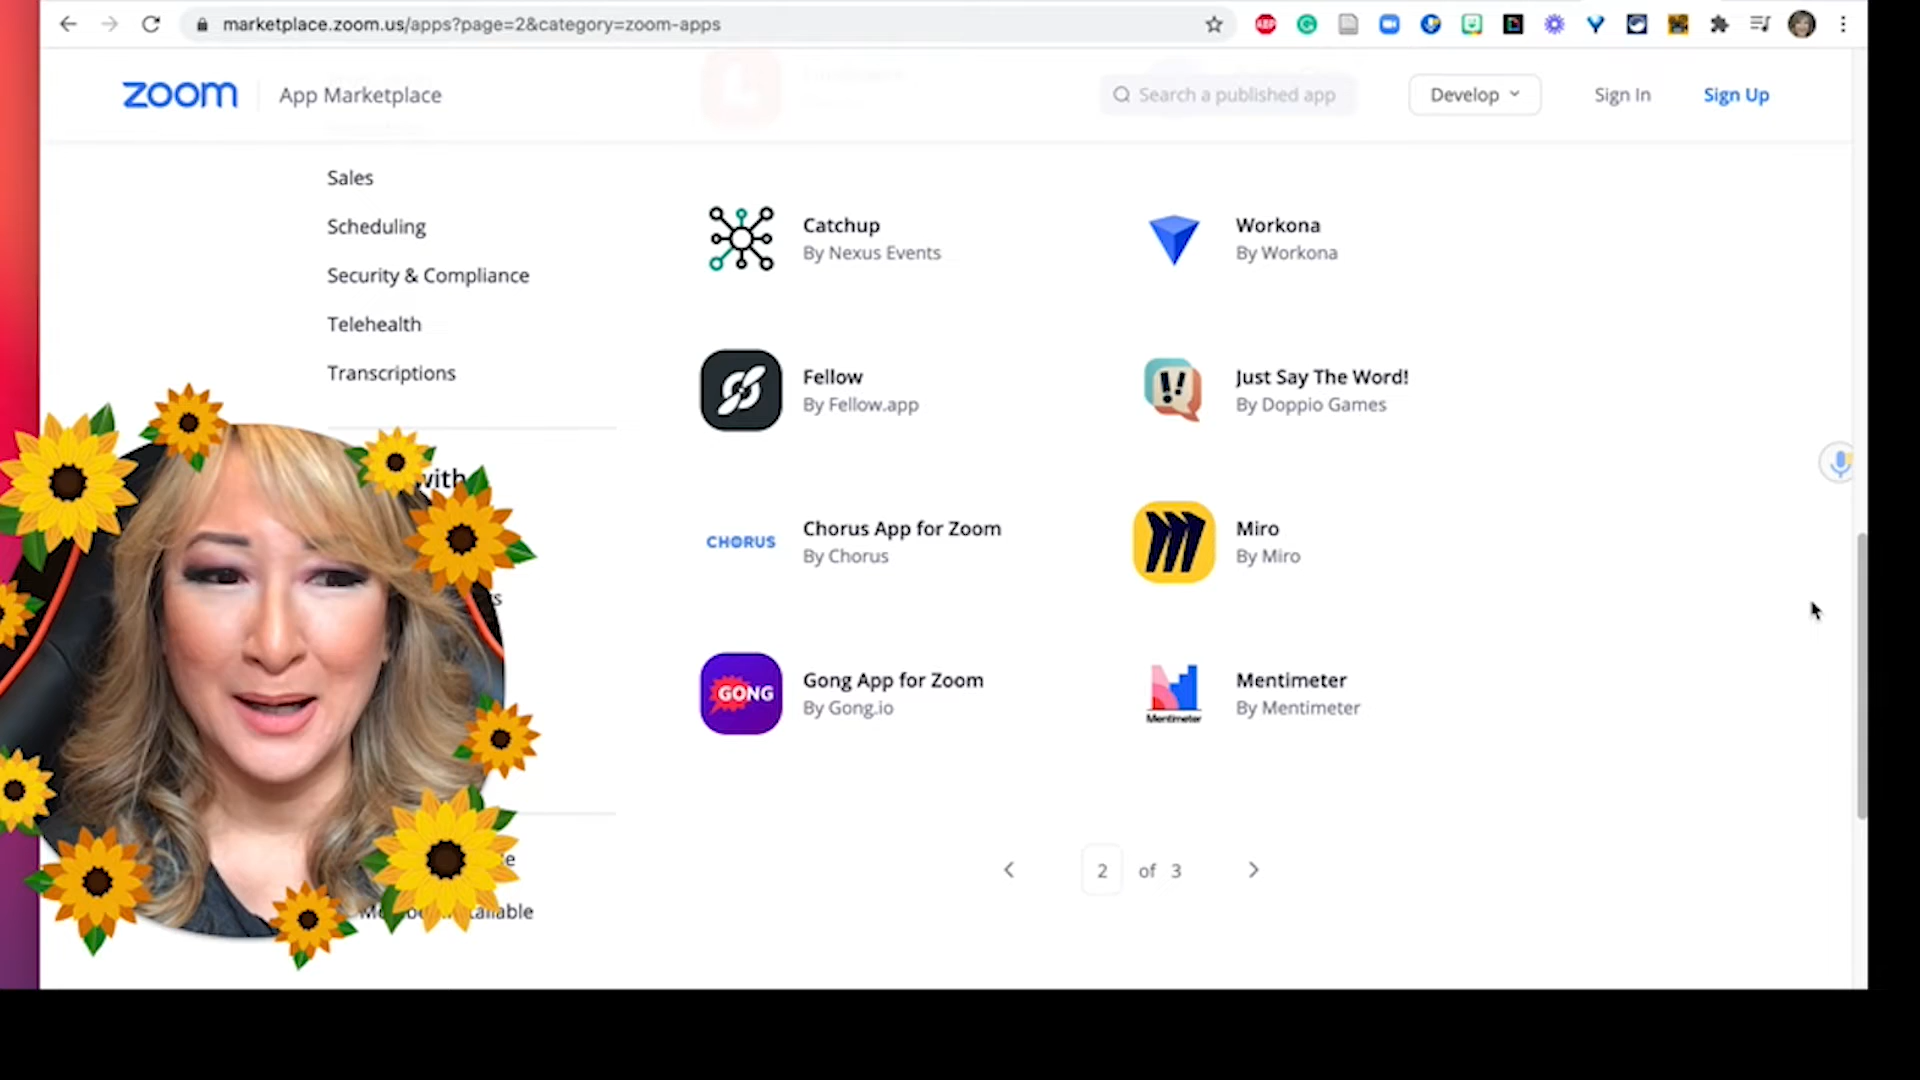 marketplace.zoom.us/apps?page=2&category=zoom-apps
ABP
zoom
App Marketplace
Search a published app
Develop
Sign In
Sign Up
Sales
Scheduling
Security & Compliance
Telehealth
Transcriptions
with
Catchup
By Nexus Events
Workona
By Workona
Fellow
By Fellow.app
!!
Just Say The Word!
By Doppio Games
CHORUS
Chorus App for Zoom
By Chorus
Miro
By Miro
GONG
Gong App for Zoom
By Gong.io
Mentimeter
Mentimeter
By Mentimeter
2 of 3